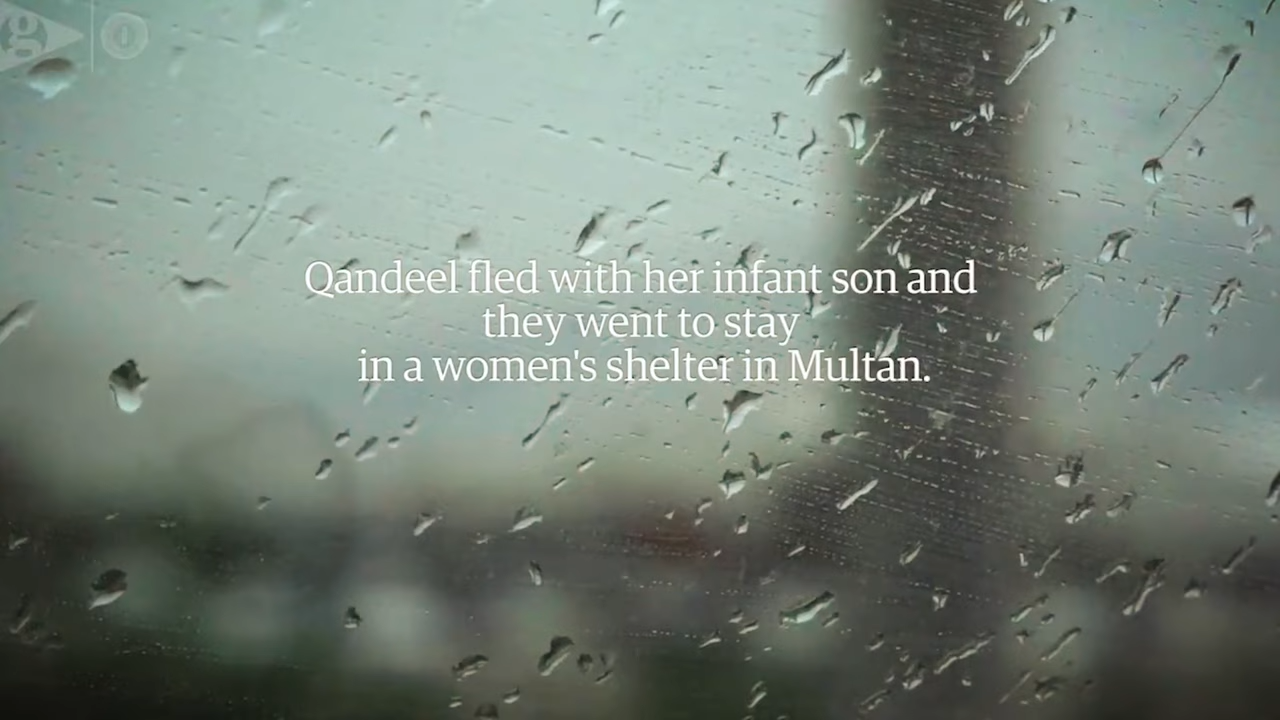 g
Qandeel fled with her infant son and
they went to stay
in a women's shelter in Multan.